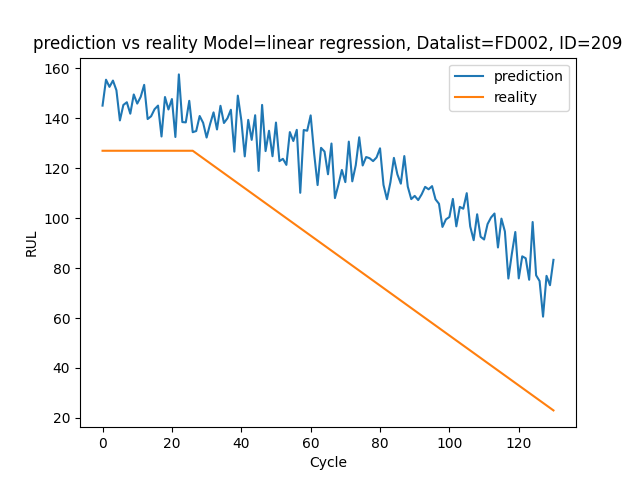 prediction vs reality Model=linear regression, Datalist=FD002, ID=209
prediction
reality
RUL
160
140
120
100
80
60
40
20
0 20 40 60 80 100 120
Cycle